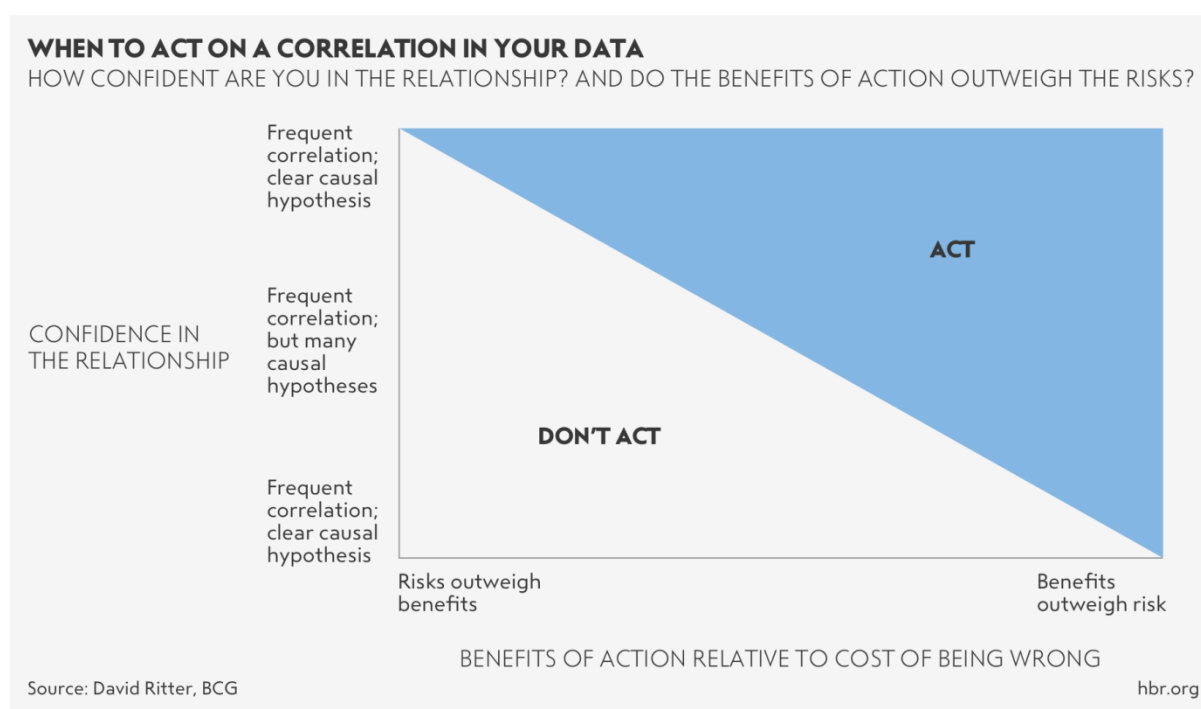 WHEN TO ACT ON A CORRELATION IN YOUR DATA
HOW CONFIDENT ARE YOU IN THE RELATIONSHIP? AND DO THE BENEFITS OF ACTION OUTWEIGH THE RISKS?
Frequent
correlation;
clear causal
hypothesis
ACT
Frequent
correlation;
but many
causal
hypotheses
CONFIDENCE IN
THE RELATIONSHIP
DON'T ACT
Frequent
correlation;
clear causal
hypothesis
Risks outweigh
benefits
Benefits
outweigh risk
BENEFITS OF ACTION RELATIVE TO COST OF BEING WRONG
Source: David Ritter, BCG
hbr.org